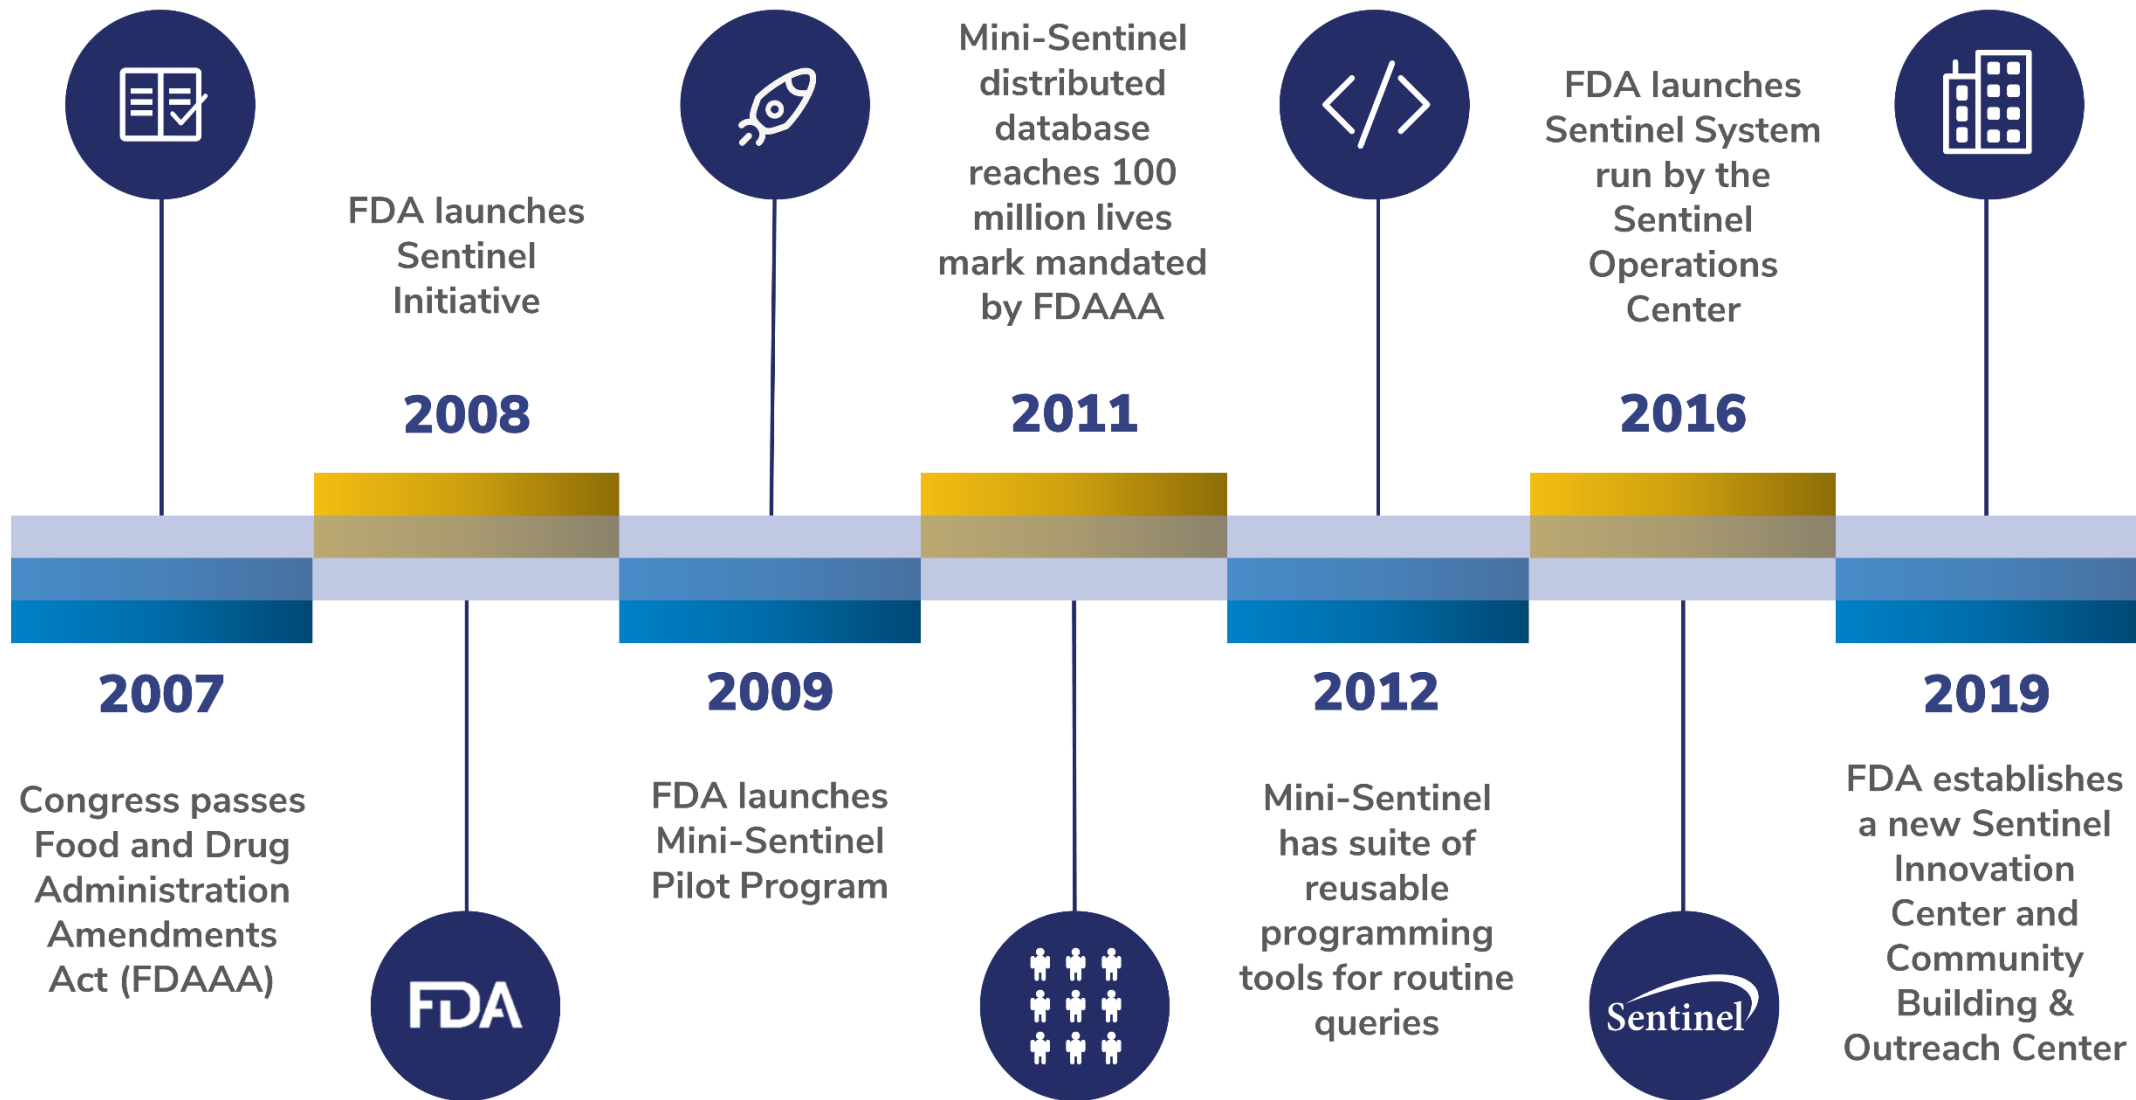 2007
Congress passes
Food and Drug
Administration
Amendments
Act (FDAAA)
FDA launches
Sentinel
Initiative
2008
FDA
2009
FDA launches
Mini-Sentinel
Pilot Program
Mini-Sentinel
distributed
database
reaches 100
million lives
mark mandated
by FDAAA
2011
</>
2012
Mini-Sentinel
has suite of
reusable
programming
tools for routine
queries
FDA launches
Sentinel System
run by the
Sentinel
Operations
Center
2016
Sentinel
2019
FDA establishes
a new Sentinel
Innovation
Center and
Community
Building &
Outreach Center